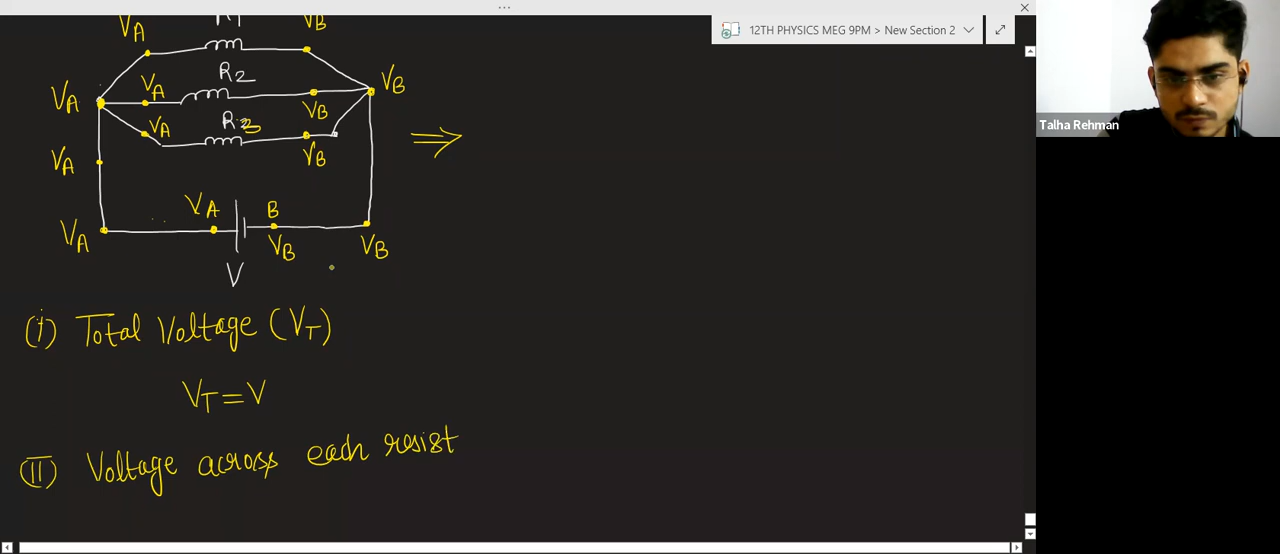 12TH PHYSICS MEG 9PM > New Section 2
Talha Rehman
R1
VA VB
R2
VA VA VB VB
R3
VA VB
VA
VA B
VA VB VB
V
(i) Total Voltage (VT)
VT = V
(II) Voltage across each resist